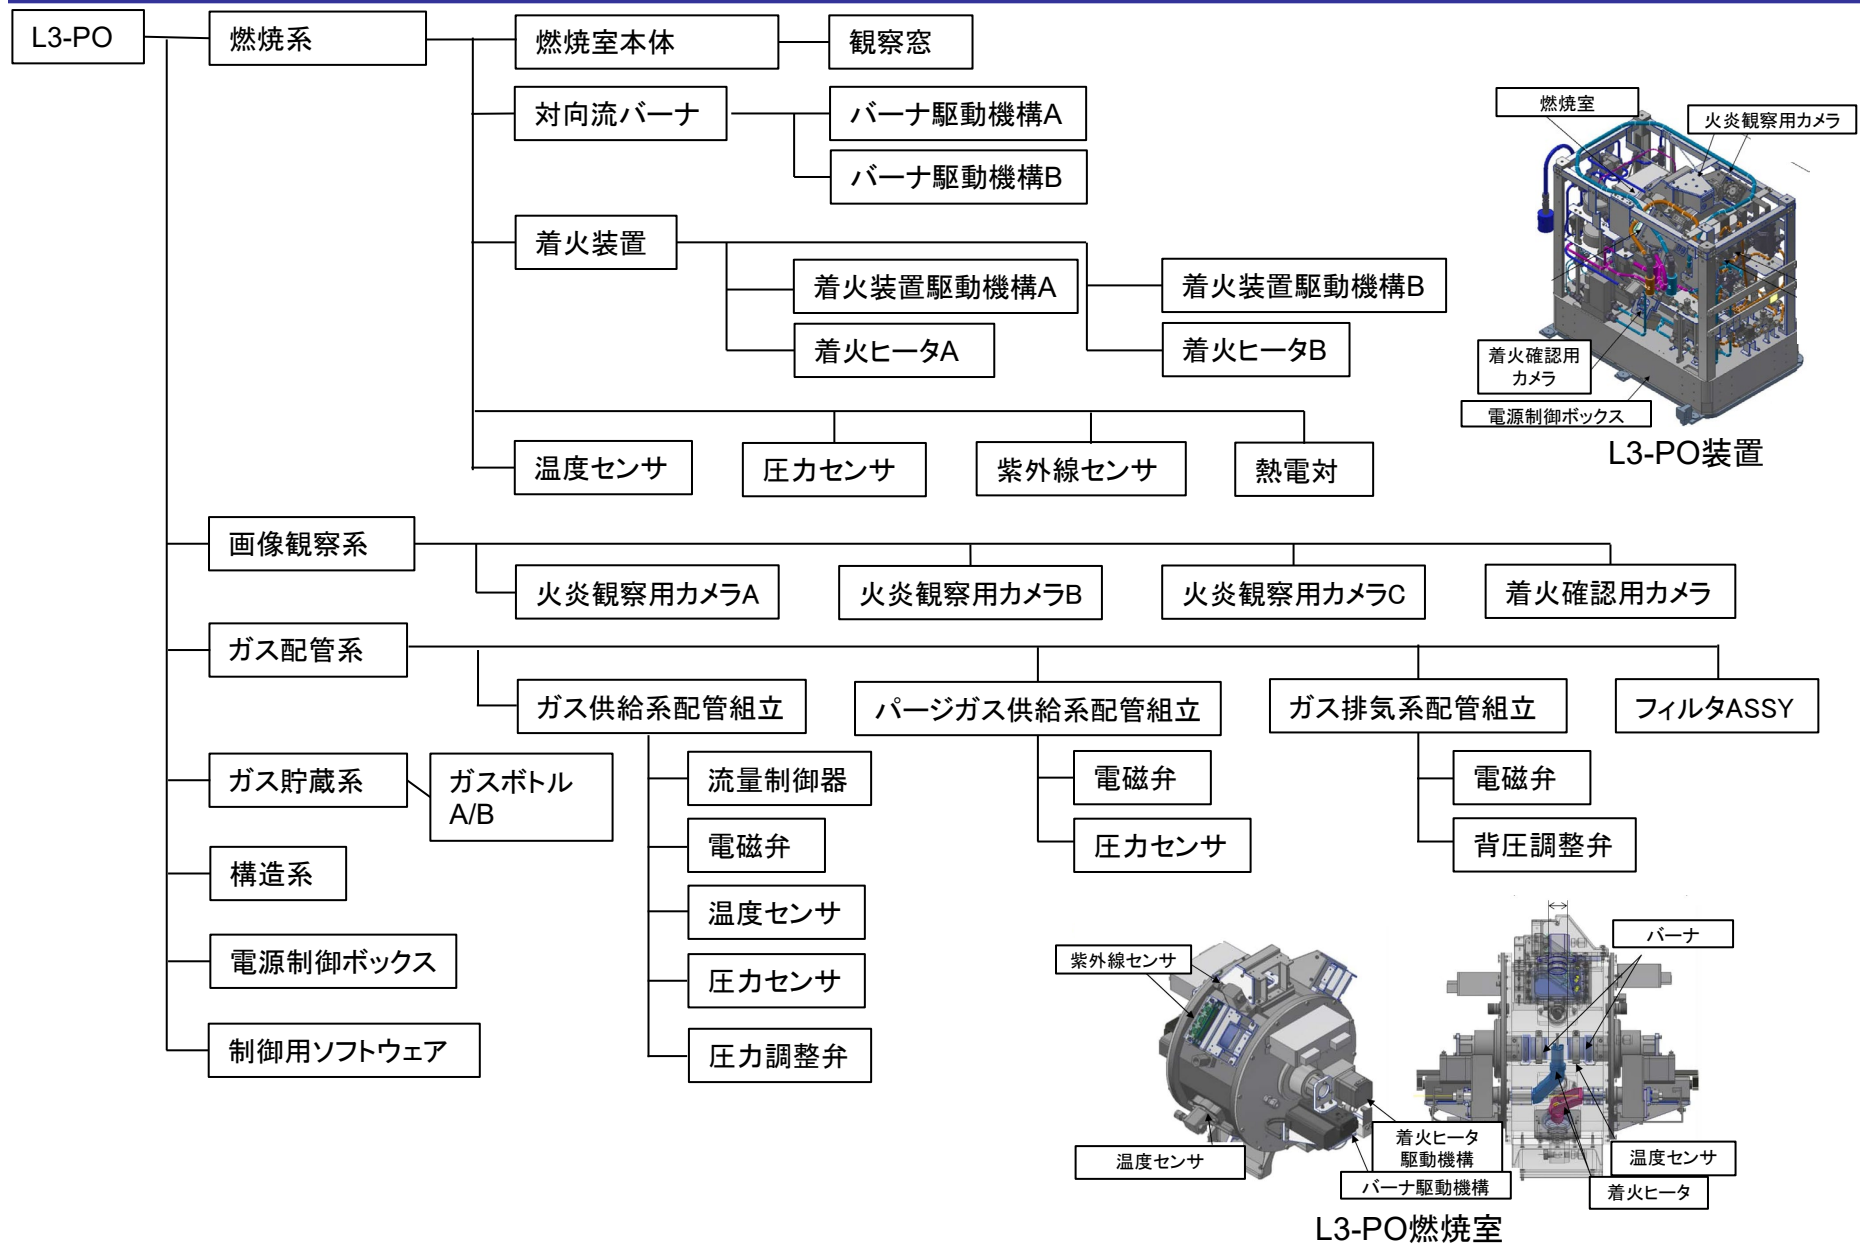 L3-PO
燃焼系
燃焼室本体
観察窓
対向流バーナ
バーナ駆動機構A
バーナ駆動機構B
着火装置
着火装置駆動機構A
着火装置駆動機構B
着火ヒータA
着火ヒータB
温度センサ
圧力センサ
紫外線センサ
熱電対
燃焼室
火炎観察用カメラ
着火確認用
カメラ
電源制御ボックス
L3-PO装置
画像観察系
火炎観察用カメラA
火炎観察用カメラB
火炎観察用カメラC
着火確認用カメラ
ガス配管系
ガス供給系配管組立
パージガス供給系配管組立
ガス排気系配管組立
フィルタASSY
流量制御器
電磁弁
温度センサ
圧力センサ
圧力調整弁
電磁弁
圧力センサ
電磁弁
背圧調整弁
ガス貯蔵系
ガスボトル
A/B
構造系
電源制御ボックス
制御用ソフトウェア
紫外線センサ
温度センサ
着火ヒータ
駆動機構
バーナ駆動機構
バーナ
温度センサ
着火ヒータ
L3-PO燃焼室